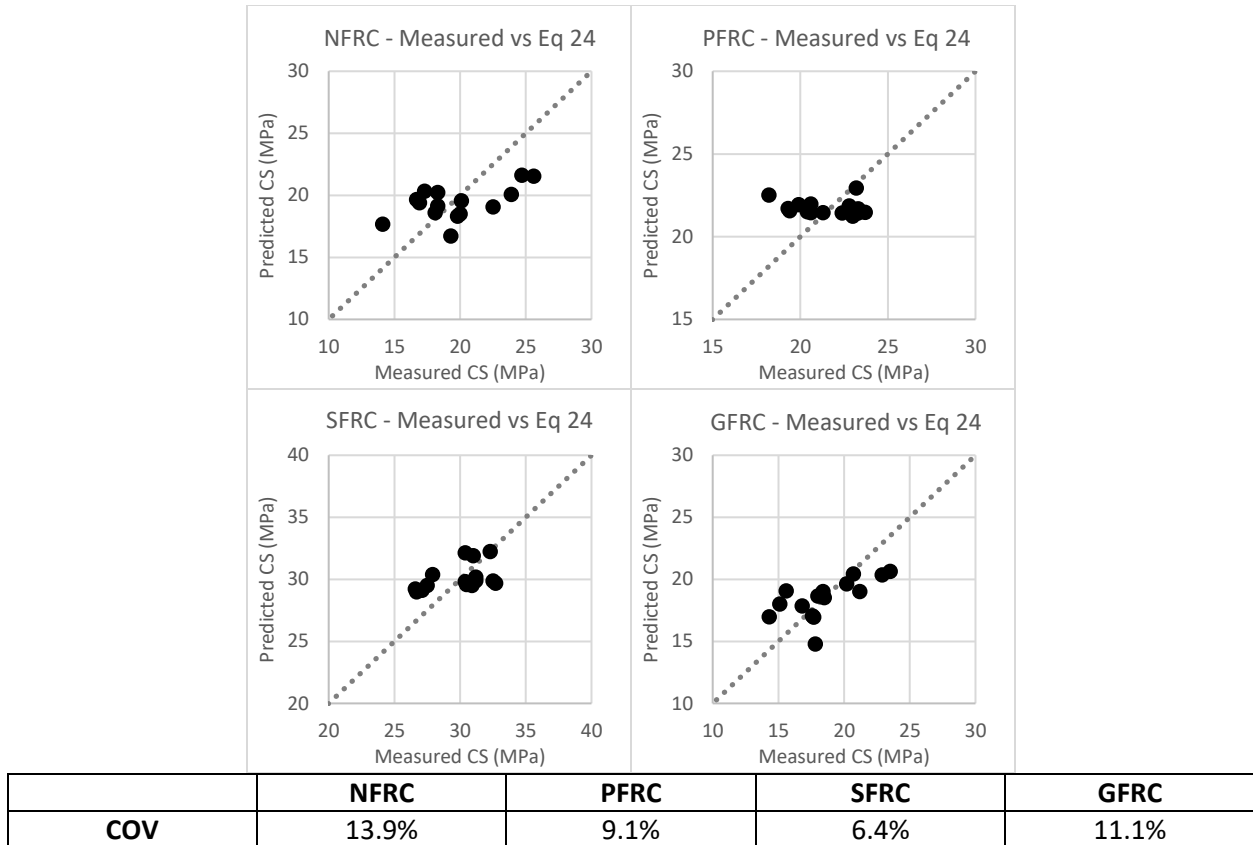 NFRC - Measured vs Eq 24
30
25
20
15
10
10 15 20 25 30
Predicted CS (MPa)
Measured CS (MPa)
PFRC - Measured vs Eq 24
30
25
20
15
15 20 25 30
Predicted CS (MPa)
Measured CS (MPa)
SFRC - Measured vs Eq 24
40
35
30
25
20
20 25 30 35 40
Predicted CS (MPa)
Measured CS (MPa)
GFRC - Measured vs Eq 24
30
25
20
15
10
10 15 20 25 30
Predicted CS (MPa)
Measured CS (MPa)
NFRC PFRC SFRC GFRC
COV 13.9% 9.1% 6.4% 11.1%